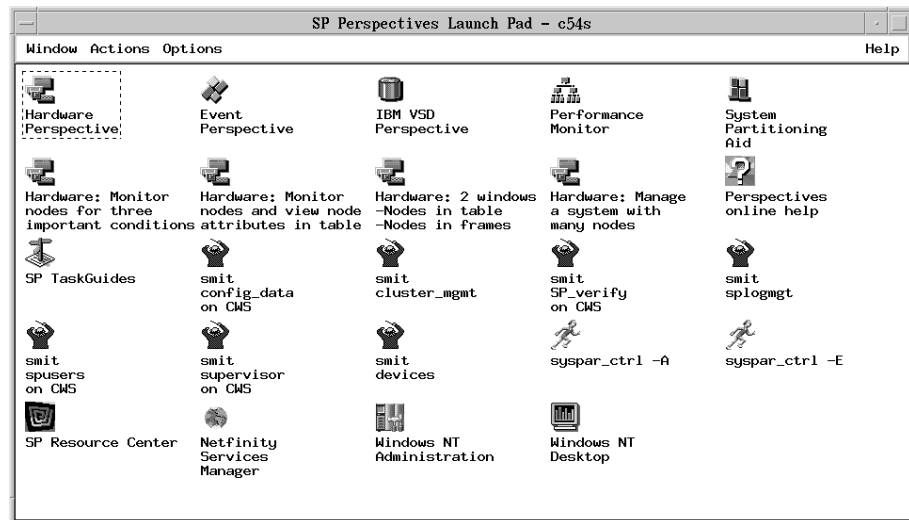 SP Perspectives Launch Pad - c54s
Window Actions Options Help
Hardware
Perspective
Event
Perspective
IBM VSD
Perspective
Performance
Monitor
System
Partitioning
Aid
Hardware: Monitor
nodes for three
important conditions
Hardware: Monitor
nodes and view node
attributes in table
Hardware: 2 windows
-Nodes in table
-Nodes in frames
Hardware: Manage
a system with
many nodes
Perspectives
online help
SP TaskGuides
smit
config_data
on CWS
smit
cluster_mgmt
smit
SP_verify
on CWS
smit
splogmgt
smit
spusers
on CWS
smit
supervisor
on CWS
smit
devices
syspar_ctrl -A
syspar_ctrl -E
SP Resource Center
Netfinity
Services
Manager
Windows NT
Administration
Windows NT
Desktop